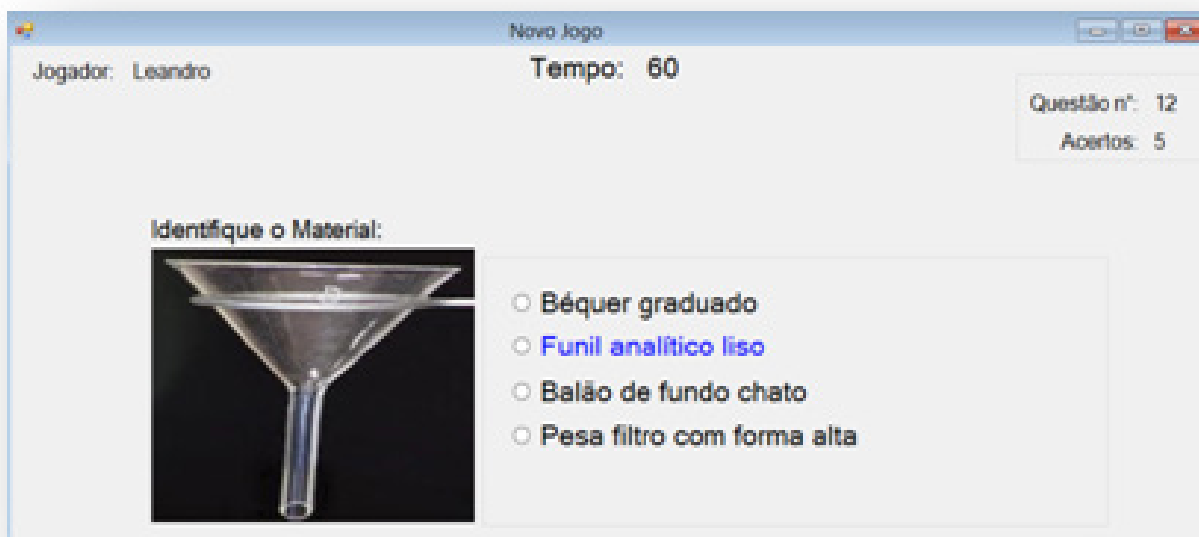 Novo Jogo
Jogador: Leandro
Tempo: 60
Questão n°: 12
Acertos: 5
Identifique o Material:
Béquer graduado
Funil analítico liso
Balão de fundo chato
Pesa filtro com forma alta